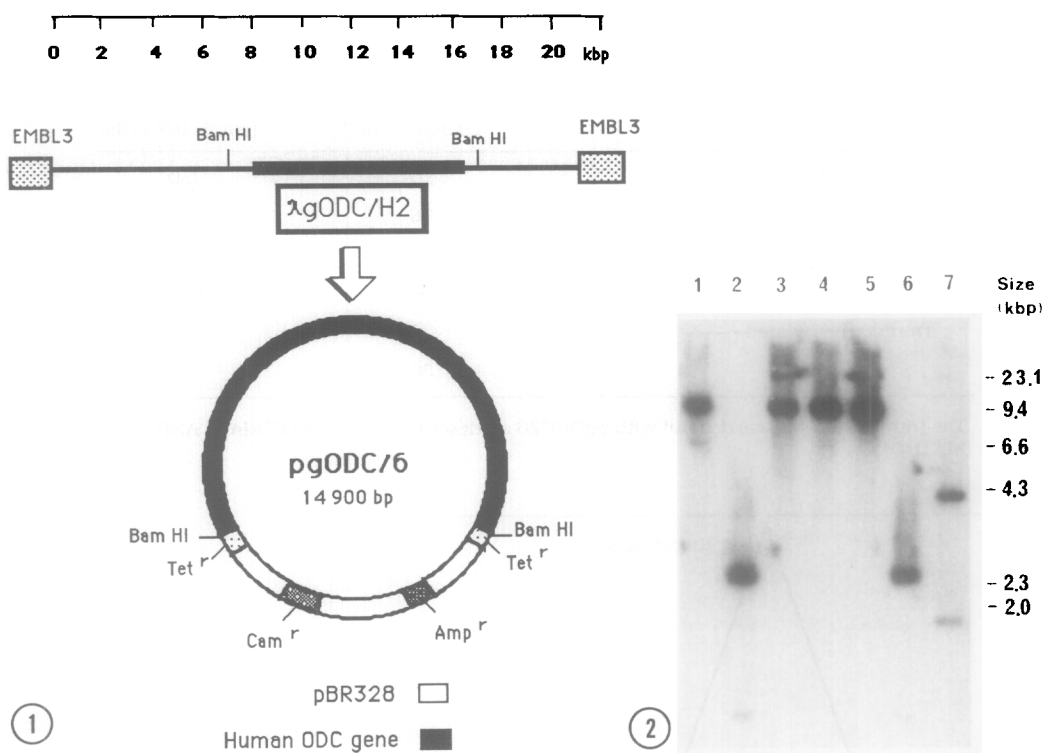 0 2 4 6 8 10 12 14 16 18 20 kbp
EMBL3
Bam HI
Bam HI
EMBL3
λgODC/H2
pgODC/6
14 900 bp
Bam HI
Tet r
Bam HI
Tet r
Cam r
Amp r
pBR328
Human ODC gene
1
1 2 3 4 5 6 7 Size
(kbp)
- 23.1
- 9.4
- 6.6
- 4.3
- 2.3
- 2.0
2